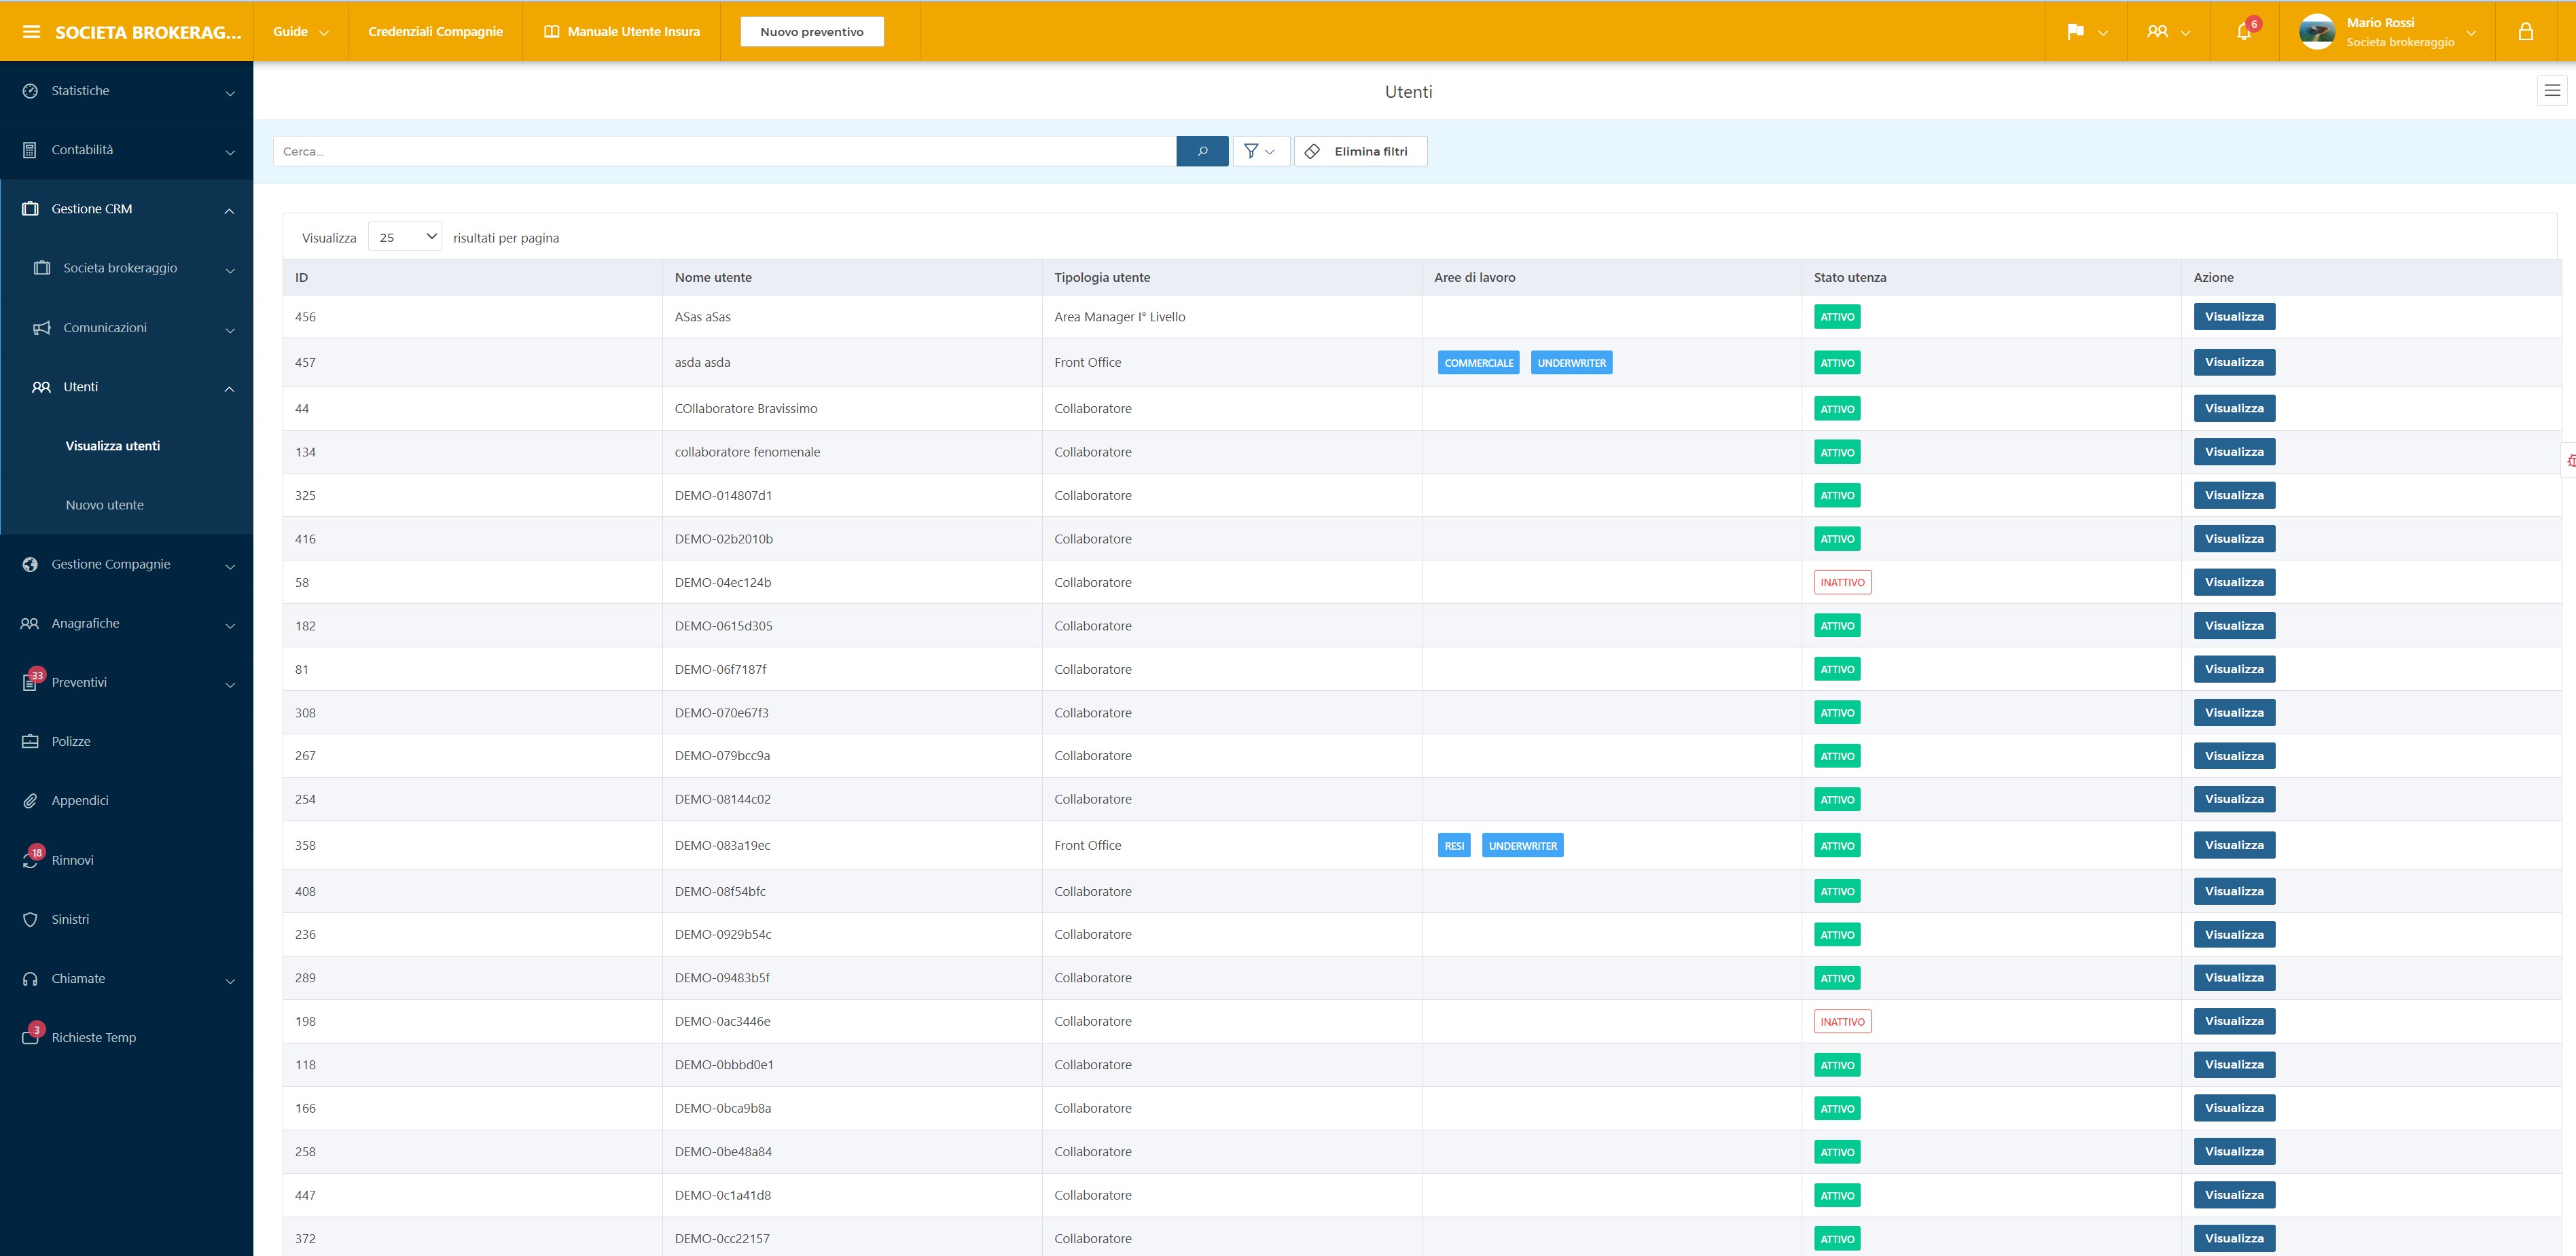 SOCIETA BROKERAG...
Guide
Credenziali Compagnie
Manuale Utente Insura
Nuovo preventivo
6
Mario Rossi
Societa brokeraggio
Statistiche
Contabilità
Gestione CRM
Societa brokeraggio
Comunicazioni
Utenti
Visualizza utenti
Nuovo utente
Gestione Compagnie
Anagrafiche
33 Preventivi
Polizze
Appendici
18 Rinnovi
Sinistri
Chiamate
3 Richieste Temp
Utenti
Cerca...
Elimina filtri
Visualizza 25 risultati per pagina
ID Nome utente Tipologia utente Aree di lavoro Stato utenza Azione
456 ASas aSas Area Manager I° Livello ATTIVO Visualizza
457 asda asda Front Office COMMERCIALE UNDERWRITER ATTIVO Visualizza
44 COllaboratore Bravissimo Collaboratore ATTIVO Visualizza
134 collaboratore fenomenale Collaboratore ATTIVO Visualizza
325 DEMO-014807d1 Collaboratore ATTIVO Visualizza
416 DEMO-02b2010b Collaboratore ATTIVO Visualizza
58 DEMO-04ec124b Collaboratore INATTIVO Visualizza
182 DEMO-0615d305 Collaboratore ATTIVO Visualizza
81 DEMO-06f7187f Collaboratore ATTIVO Visualizza
308 DEMO-070e67f3 Collaboratore ATTIVO Visualizza
267 DEMO-079bcc9a Collaboratore ATTIVO Visualizza
254 DEMO-08144c02 Collaboratore ATTIVO Visualizza
358 DEMO-083a19ec Front Office RESI UNDERWRITER ATTIVO Visualizza
408 DEMO-08f54bfc Collaboratore ATTIVO Visualizza
236 DEMO-0929b54c Collaboratore ATTIVO Visualizza
289 DEMO-09483b5f Collaboratore ATTIVO Visualizza
198 DEMO-0ac3446e Collaboratore INATTIVO Visualizza
118 DEMO-0bbbd0e1 Collaboratore ATTIVO Visualizza
166 DEMO-0bca9b8a Collaboratore ATTIVO Visualizza
258 DEMO-0be48a84 Collaboratore ATTIVO Visualizza
447 DEMO-0c1a41d8 Collaboratore ATTIVO Visualizza
372 DEMO-0cc22157 Collaboratore ATTIVO Visualizza